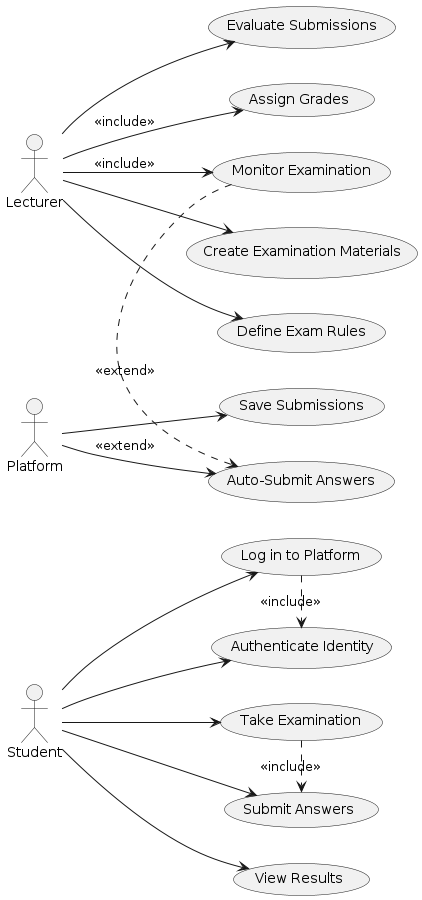 Evaluate Submissions
Assign Grades
«include»
«include»
Monitor Examination
Lecturer
Create Examination Materials
Define Exam Rules
«extend»
Save Submissions
«extend»
Platform
Auto-Submit Answers
Log in to Platform
«include»
Authenticate Identity
Take Examination
Student
«include»
Submit Answers
View Results